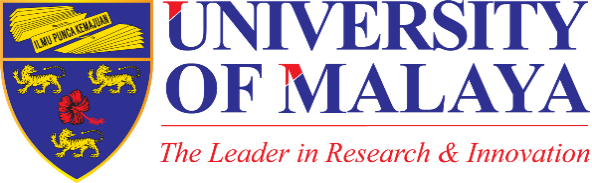 ILMU PUNCA KEMAJUAN
UNIVERSITY
OF MALAYA
The Leader in Research & Innovation